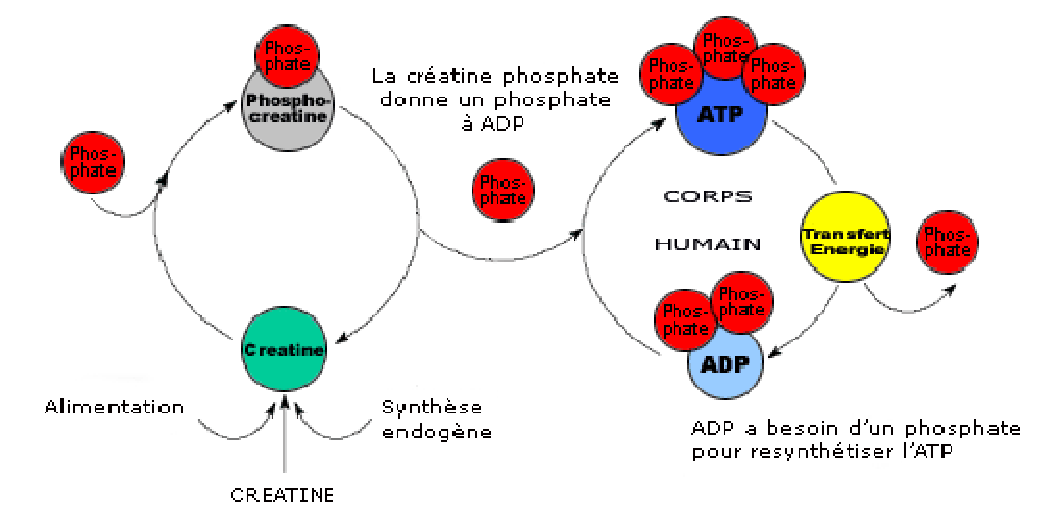 Phos-
phate
Phospho-
creatine
Phos-
phate
La créatine phosphate
donne un phosphate
à ADP
Phos-
phate
Phos-
phate
Phos-
phate
Phos-
phate
ATP
CORPS
HUMAIN
Transfert
Energie
Phos-
phate
Phos-
phate
Phos-
phate
ADP
Creatine
Alimentation
Synthèse
endogène
CREATINE
ADP a besoin d'un phosphate
pour resynthétiser l'ATP